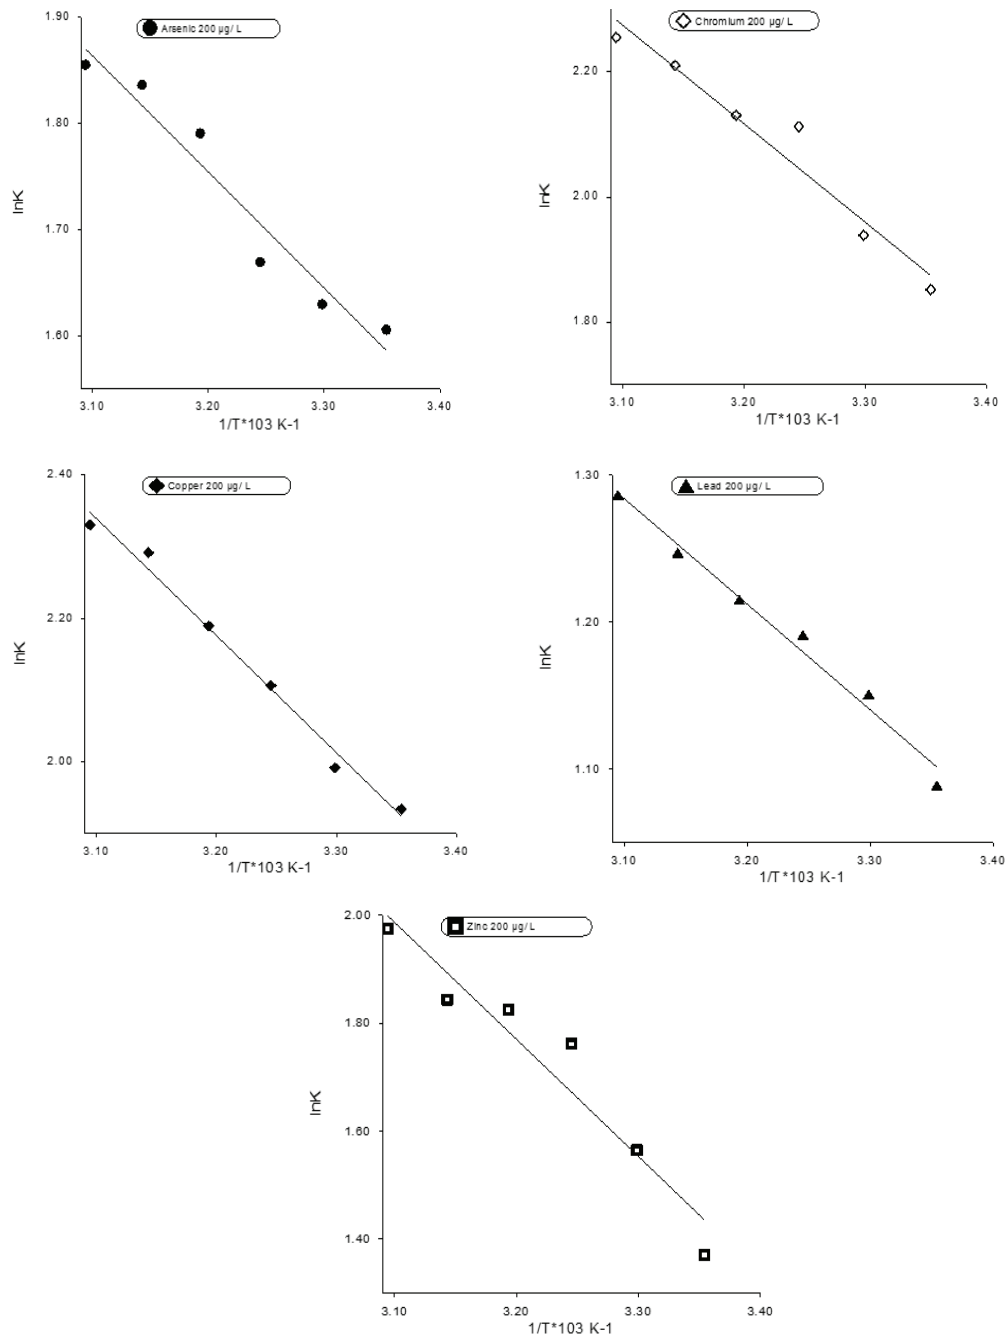 1.90
Arsenic 200 µg/ L
1.80
lnK
1.70
1.60
3.10 3.20 3.30 3.40
1/T*103 K-1
Chromium 200 µg/ L
2.20
2.00
lnK
1.80
3.10 3.20 3.30 3.40
1/T*103 K-1
2.40
Copper 200 µg/ L
2.20
lnK
2.00
3.10 3.20 3.30 3.40
1/T*103 K-1
1.30
Lead 200 µg/ L
1.20
lnK
1.10
3.10 3.20 3.30 3.40
1/T*103 K-1
2.00
Zinc 200 µg/ L
1.80
lnK
1.60
1.40
3.10 3.20 3.30 3.40
1/T*103 K-1